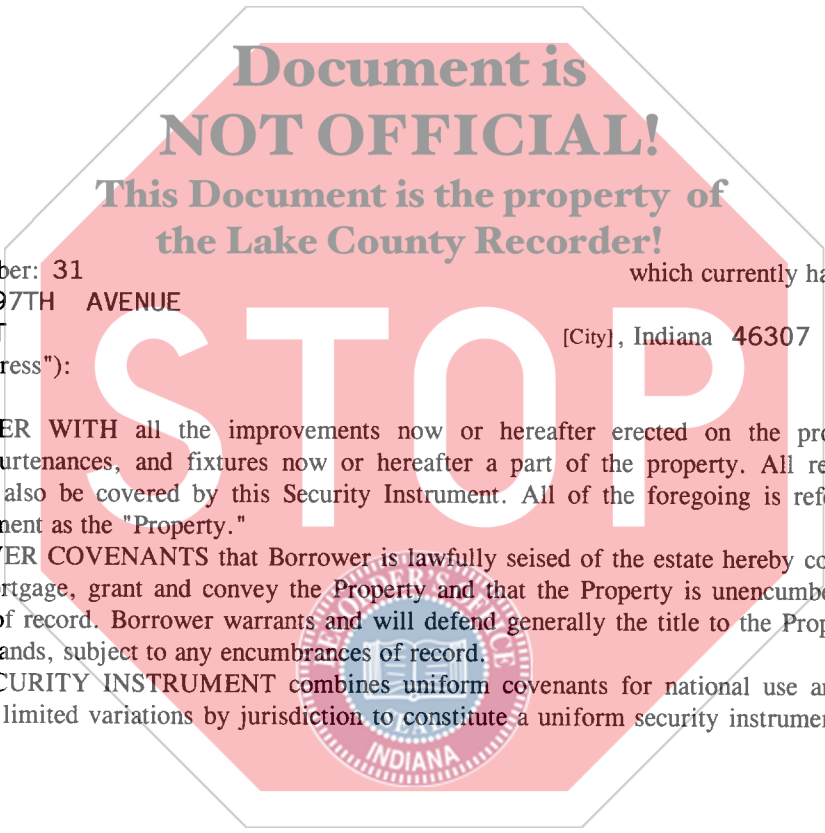 Document is
NOT OFFICIAL!
This Document is the property of
the Lake County Recorder!
ber: 31 which currently ha
97TH AVENUE
[City], Indiana 46307
ress"):
STOP
ER WITH all the improvements now or hereafter erected on the pro
urtenances, and fixtures now or hereafter a part of the property. All re
also be covered by this Security Instrument. All of the foregoing is refe
ment as the "Property."
ER COVENANTS that Borrower is lawfully seised of the estate hereby co
rtgage, grant and convey the Property and that the Property is unencumbe
of record. Borrower warrants and will defend generally the title to the Prop
ands, subject to any encumbrances of record.
CURITY INSTRUMENT combines uniform covenants for national use a
limited variations by jurisdiction to constitute a uniform security instrume
RECORDER'S OFFICE
SEAL
INDIANA